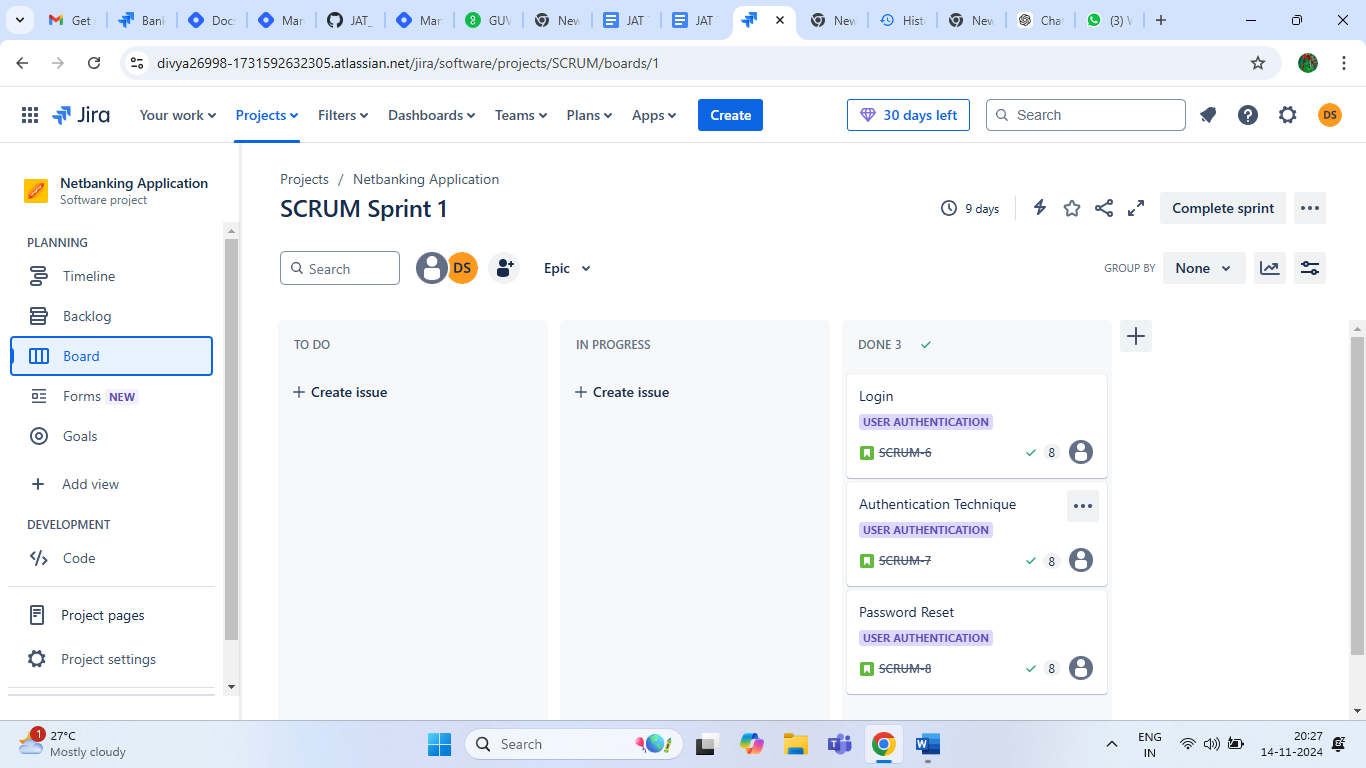 Get
Bank
Docs
Man
JAT_
Man
GUV
New
JAT
JAT
New
Hist
New
Cha
(3)
divya26998-1731592632305.atlassian.net/jira/software/projects/SCRUM/boards/1
Jira
Your work
Projects
Filters
Dashboards
Teams
Plans
Apps
Create
30 days left
Search
DS
Netbanking Application
Software project
PLANNING
Timeline
Backlog
Board
Forms NEW
Goals
Add view
DEVELOPMENT
Code
Project pages
Project settings
Projects / Netbanking Application
SCRUM Sprint 1
9 days
Complete sprint
Search
DS
Epic
GROUP BY
None
TO DO
Create issue
IN PROGRESS
Create issue
DONE 3
Login
USER AUTHENTICATION
SCRUM-6
8
Authentication Technique
USER AUTHENTICATION
SCRUM-7
8
Password Reset
USER AUTHENTICATION
SCRUM-8
8
1
27°C
Mostly cloudy
Search
ENG
IN
20:27
14-11-2024